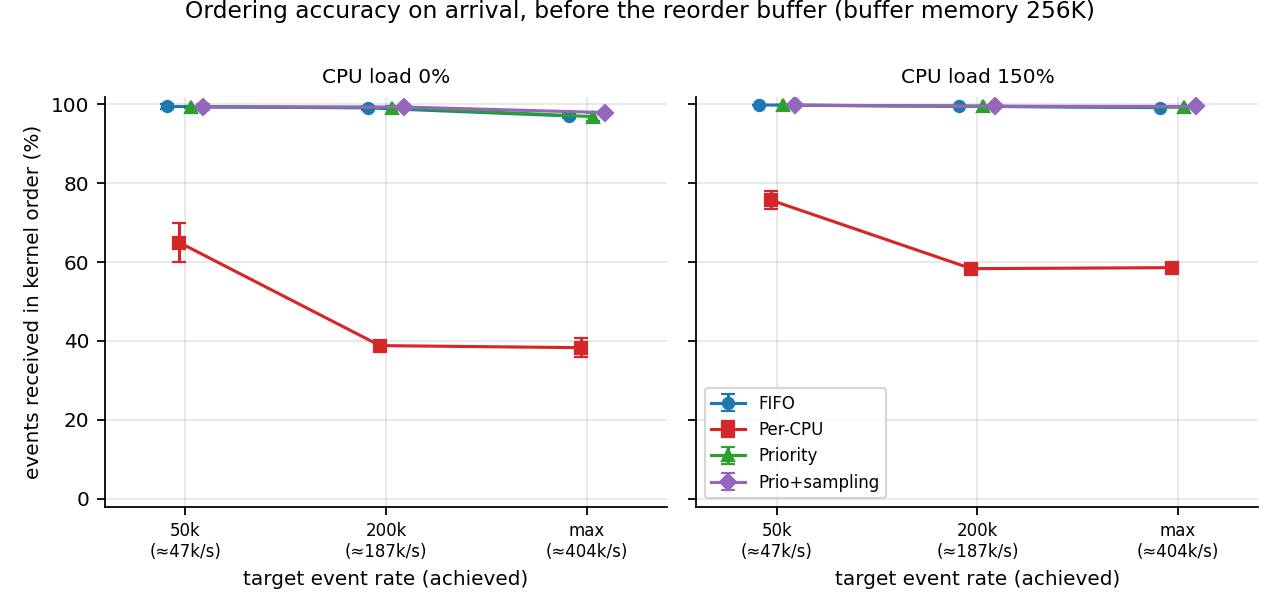 Ordering accuracy on arrival, before the reorder buffer (buffer memory 256K)
CPU load 0%
CPU load 150%
events received in kernel order (%)
100
80
60
40
20
0
FIFO
Per-CPU
Priority
Prio+sampling
50k
(≈47k/s)
200k
(≈187k/s)
max
(≈404k/s)
50k
(≈47k/s)
200k
(≈187k/s)
max
(≈404k/s)
target event rate (achieved)
target event rate (achieved)